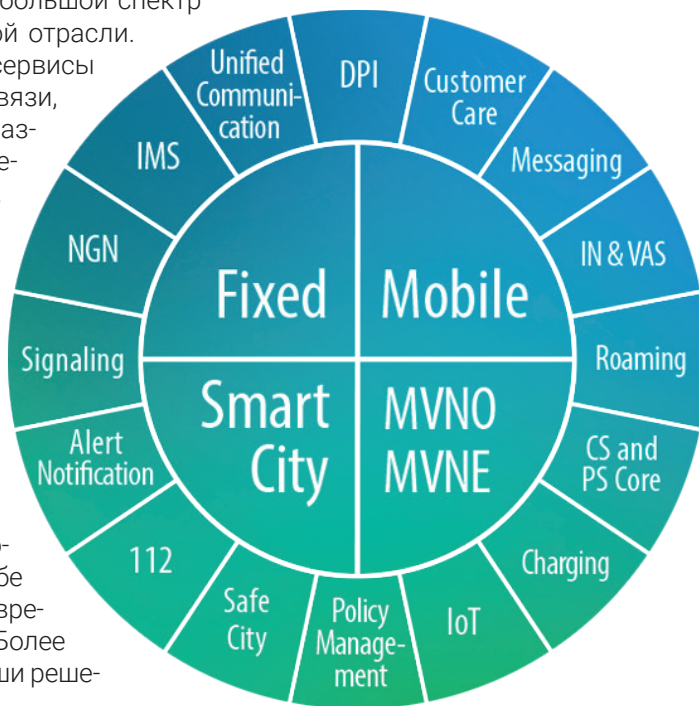 большой спектр
ой отрасли.
сервисы
вязи,
аз-
е-
Unified
Communi-
cation
DPI
Customer
Care
Messaging
IN & VAS
Roaming
CS and
PS Core
Charging
IoT
Policy
Manage-
ment
Safe
City
112
Alert
Notification
Signaling
NGN
IMS
Fixed
Mobile
Smart
City
MVNO
MVNE
о-
бе
вре-
Более
ши реше-